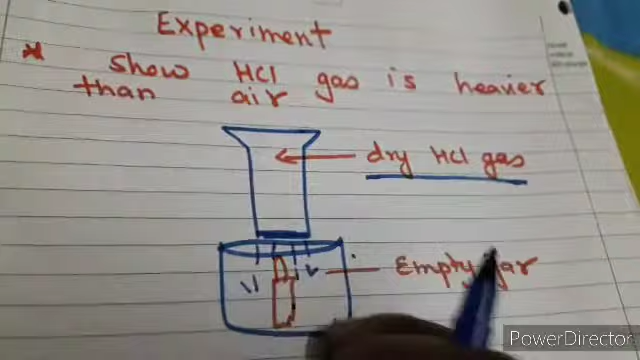 Experiment
* Show HCl gas is heavier
than air
dry HCl gas
Empty jar
PowerDirector